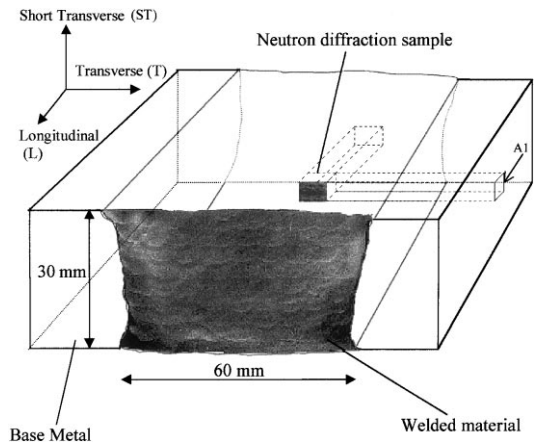 Short Transverse (ST)
Neutron diffraction sample
Transverse (T)
Longitudinal
(L)
A1
30 mm
60 mm
Base Metal
Welded material